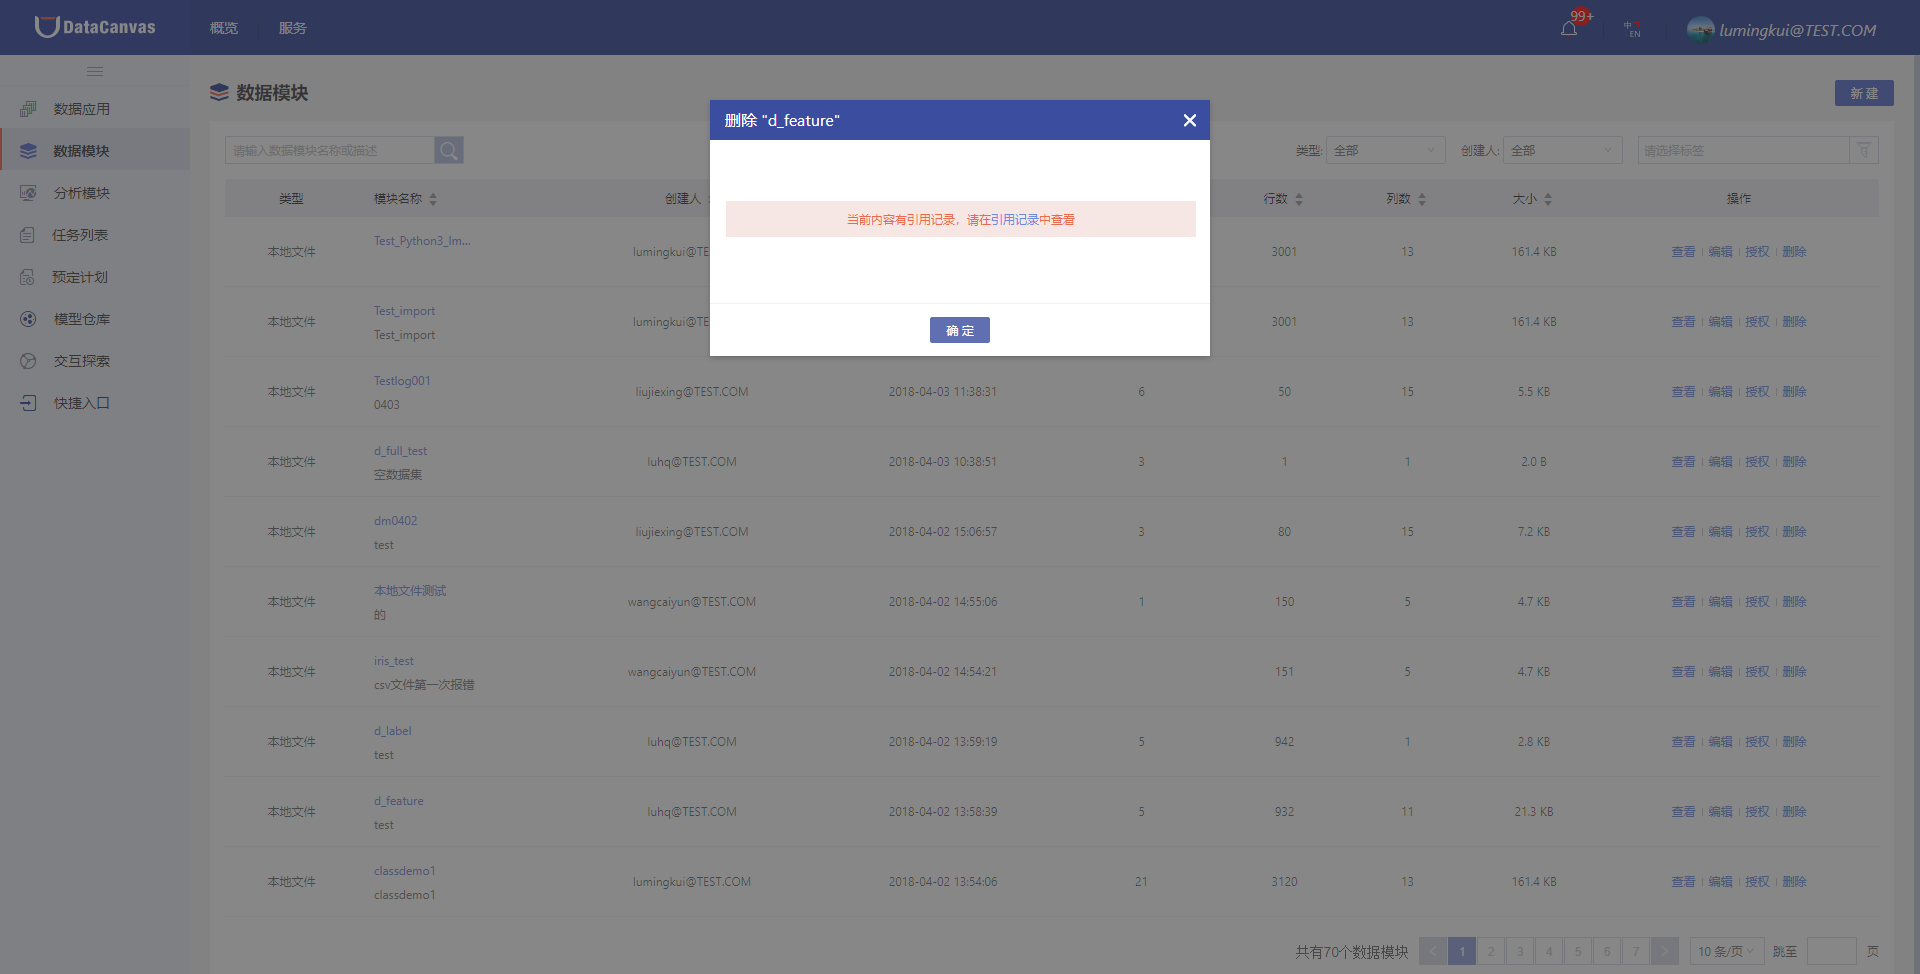 DataCanvas 概览 服务 99+ 中 EN lumingkui@TEST.COM
数据应用
数据模块
分析模块
任务列表
预定计划
模型仓库
交互探索
快捷入口
数据模块 新 建
请输入数据模块名称或描述 类型: 全部 创建人: 全部 请选择标签
删除 "d_feature"
当前内容有引用记录，请在引用记录中查看
确 定
类型 模块名称 创建人 行数 列数 大小 操作
本地文件 Test_Python3_Im... lumingkui@TE 3001 13 161.4 KB 查看 编辑 授权 删除
本地文件 Test_import lumingkui@TE 3001 13 161.4 KB 查看 编辑 授权 删除
Test_import
本地文件 Testlog001 liujiexing@TEST.COM 2018-04-03 11:38:31 6 50 15 5.5 KB 查看 编辑 授权 删除
0403
本地文件 d_full_test luhq@TEST.COM 2018-04-03 10:38:51 3 1 1 2.0 B 查看 编辑 授权 删除
空数据集
本地文件 dm0402 liujiexing@TEST.COM 2018-04-02 15:06:57 3 80 15 7.2 KB 查看 编辑 授权 删除
test
本地文件 本地文件测试 wangcaiyun@TEST.COM 2018-04-02 14:55:06 1 150 5 4.7 KB 查看 编辑 授权 删除
的
本地文件 iris_test wangcaiyun@TEST.COM 2018-04-02 14:54:21 151 5 4.7 KB 查看 编辑 授权 删除
csv文件第一次报错
本地文件 d_label luhq@TEST.COM 2018-04-02 13:59:19 5 942 1 2.8 KB 查看 编辑 授权 删除
test
本地文件 d_feature luhq@TEST.COM 2018-04-02 13:58:39 5 932 11 21.3 KB 查看 编辑 授权 删除
test
本地文件 classdemo1 lumingkui@TEST.COM 2018-04-02 13:54:06 21 3120 13 161.4 KB 查看 编辑 授权 删除
classdemo1
共有70个数据模块 < 1 2 3 4 5 6 7 > 10 条/页 跳至 页